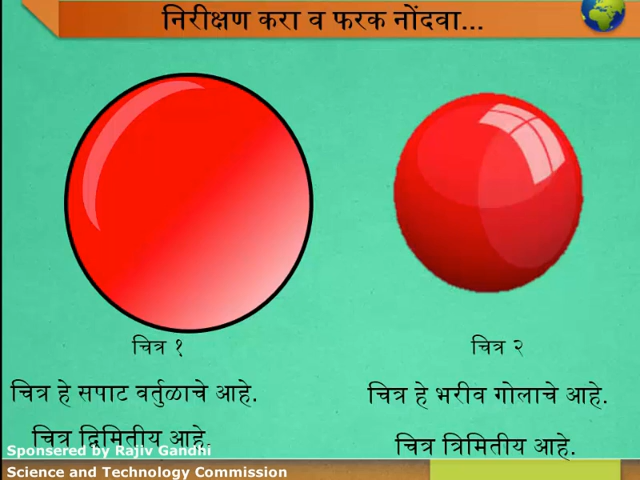 निरीक्षण करा व फरक नोंदवा...
चित्र १
चित्र हे सपाट वर्तुळाचे आहे.
चित्र द्विमितीय आहे.
चित्र २
चित्र हे भरीव गोलाचे आहे.
चित्र त्रिमितीय आहे.
Sponsered by Rajiv Gandhi
Science and Technology Commission